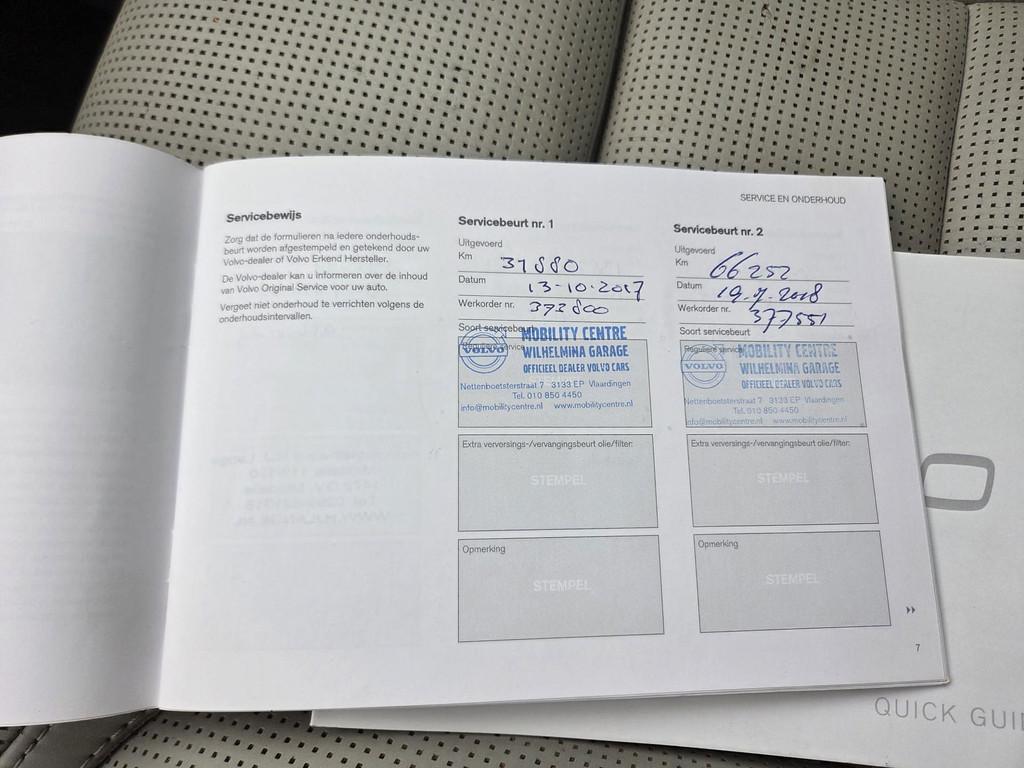 SERVICE EN ONDERHOUD
Servicebewijs
Zorg dat de formulieren na iedere onderhouds-
beurt worden afgestempeld en getekend door uw
Volvo-dealer of Volvo Erkend Hersteller.
De Volvo-dealer kan u informeren over de inhoud
van Volvo Original Service voor uw auto.
Vergeet niet onderhoud te verrichten volgens de
onderhoudsintervallen.
Servicebeurt nr. 1
Uitgevoerd
Km 31880
Datum 13-10-2017
Werkorder nr. 373800
Soort servicebeurt
Reguliere service
VOLVO
MOBILITY CENTRE
WILHELMINA GARAGE
OFFICIEEL DEALER VOLVO CARS
Nettenboetsterstraat 7 3133 EP Vlaardingen
Tel. 010 850 4450
info@mobilitycentre.nl www.mobilitycentre.nl
Extra verversings-/vervangingsbeurt olie/filter:
STEMPEL
Opmerking
STEMPEL
Servicebeurt nr. 2
Uitgevoerd
Km 66252
Datum 19.7.2018
Werkorder nr. 377551
Soort servicebeurt
Reguliere service
VOLVO
MOBILITY CENTRE
WILHELMINA GARAGE
OFFICIEEL DEALER VOLVO CARS
Nettenboetsterstraat 7 3133 EP Vlaardingen
Tel. 010 850 4450
info@mobilitycentre.nl www.mobilitycentre.nl
Extra verversings-/vervangingsbeurt olie/filter:
STEMPEL
Opmerking
STEMPEL
7
QUICK GUI